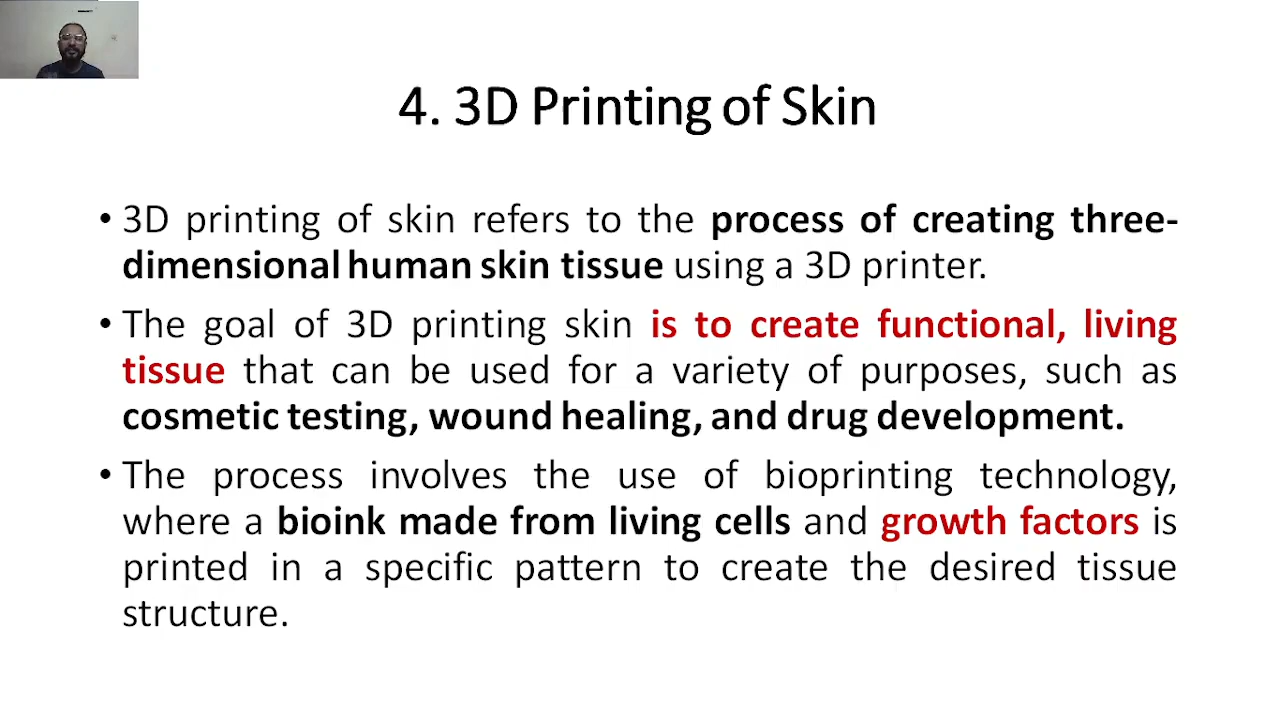 4. 3D Printing of Skin
• 3D printing of skin refers to the process of creating three-
dimensional human skin tissue using a 3D printer.
• The goal of 3D printing skin is to create functional, living
tissue that can be used for a variety of purposes, such as
cosmetic testing, wound healing, and drug development.
• The process involves the use of bioprinting technology,
where a bioink made from living cells and growth factors is
printed in a specific pattern to create the desired tissue
structure.